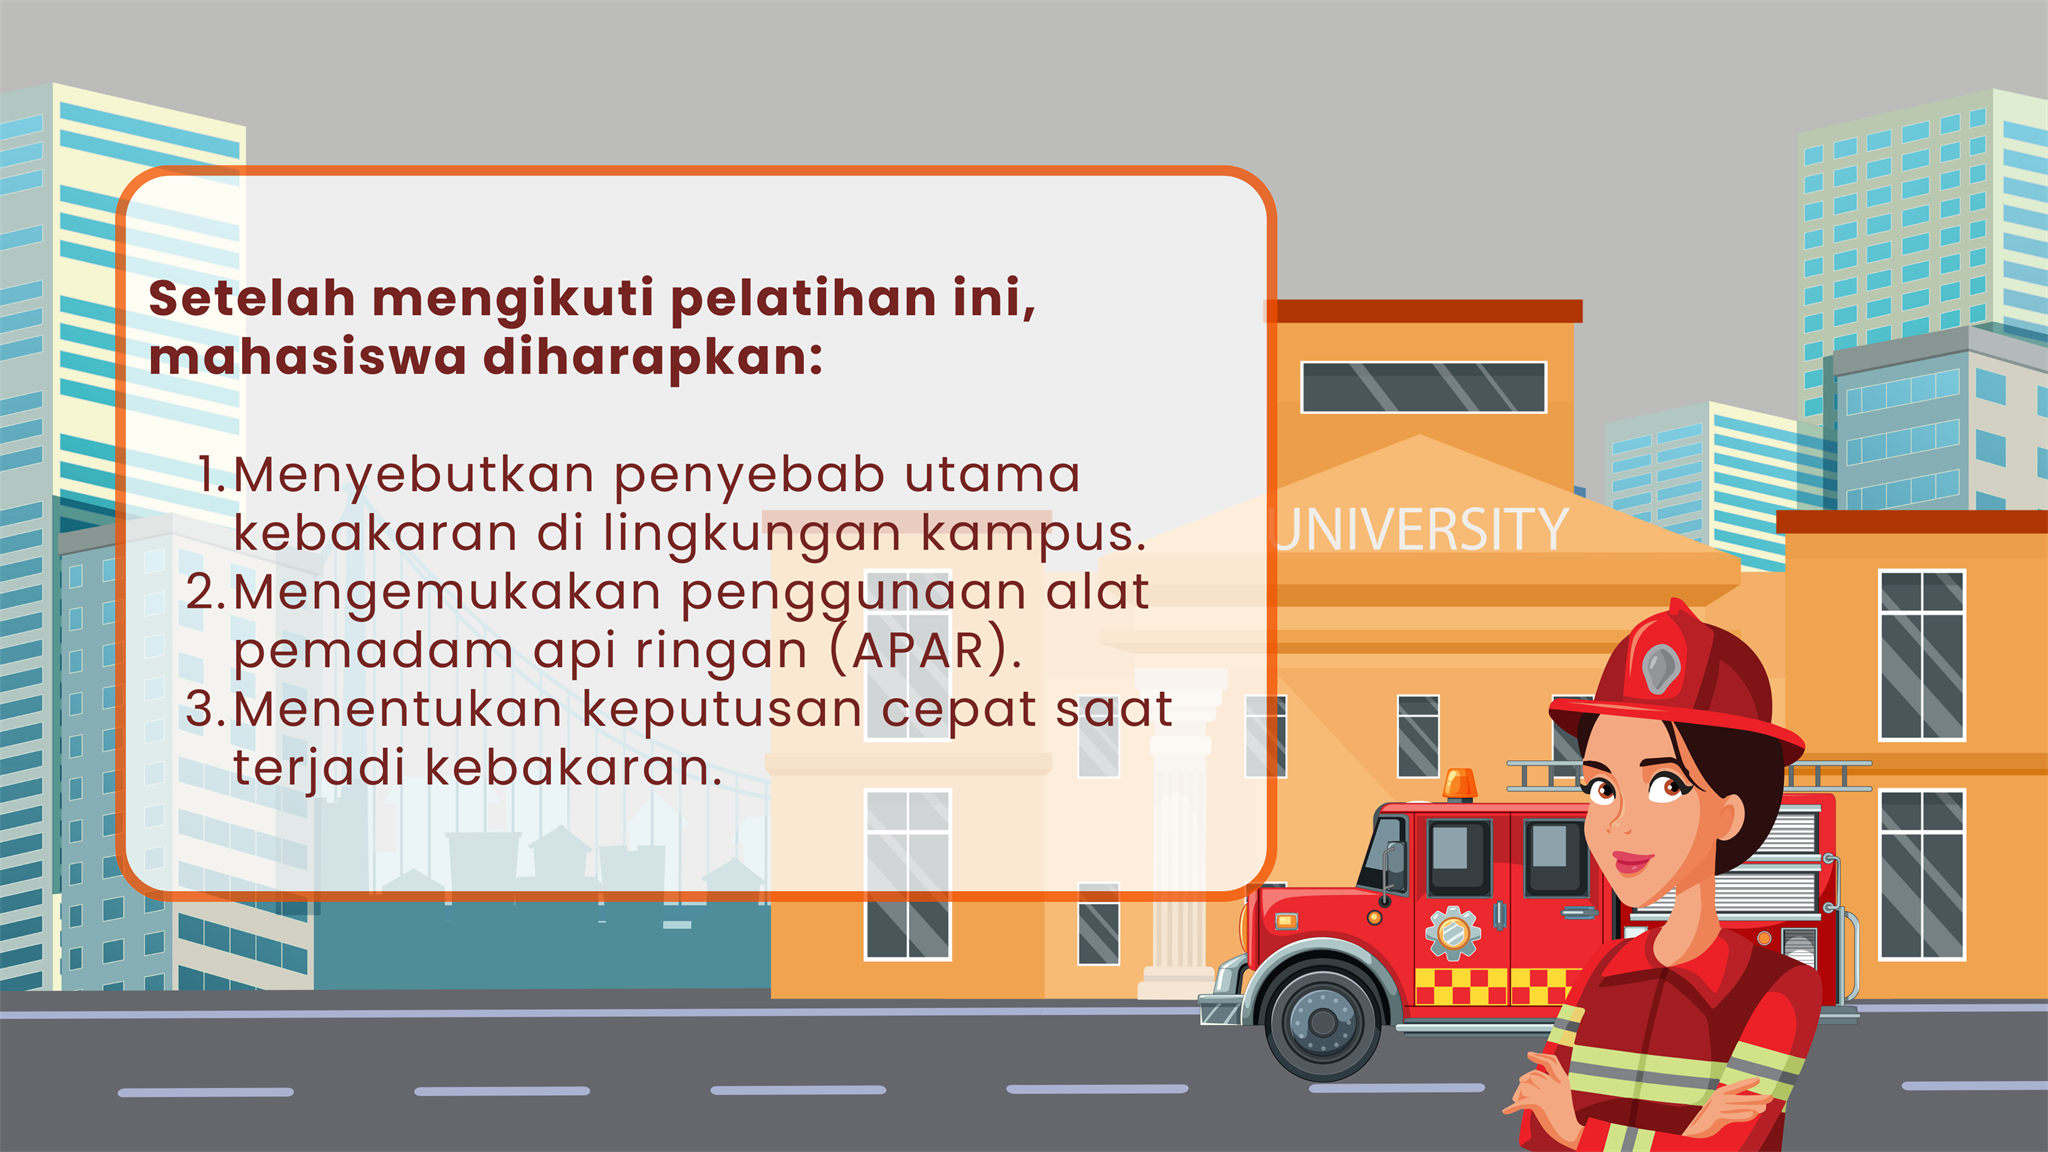 Setelah mengikuti pelatihan ini,
mahasiswa diharapkan:
1. Menyebutkan penyebab utama
kebakaran di lingkungan kampus.
2. Mengemukakan penggunaan alat
pemadam api ringan (APAR).
3. Menentukan keputusan cepat saat
terjadi kebakaran.
UNIVERSITY